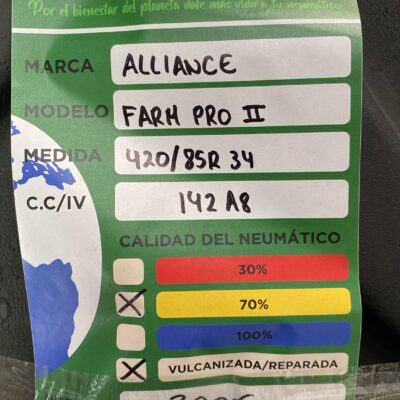 Por el bienestar del planeta dale más vida a tu neumático.
MARCA ALLIANCE
MODELO FARM PRO II
MEDIDA 420/85R 34
C.C/IV 142 A8
CALIDAD DEL NEUMÁTICO
30%
X 70%
100%
X VULCANIZADA/REPARADA